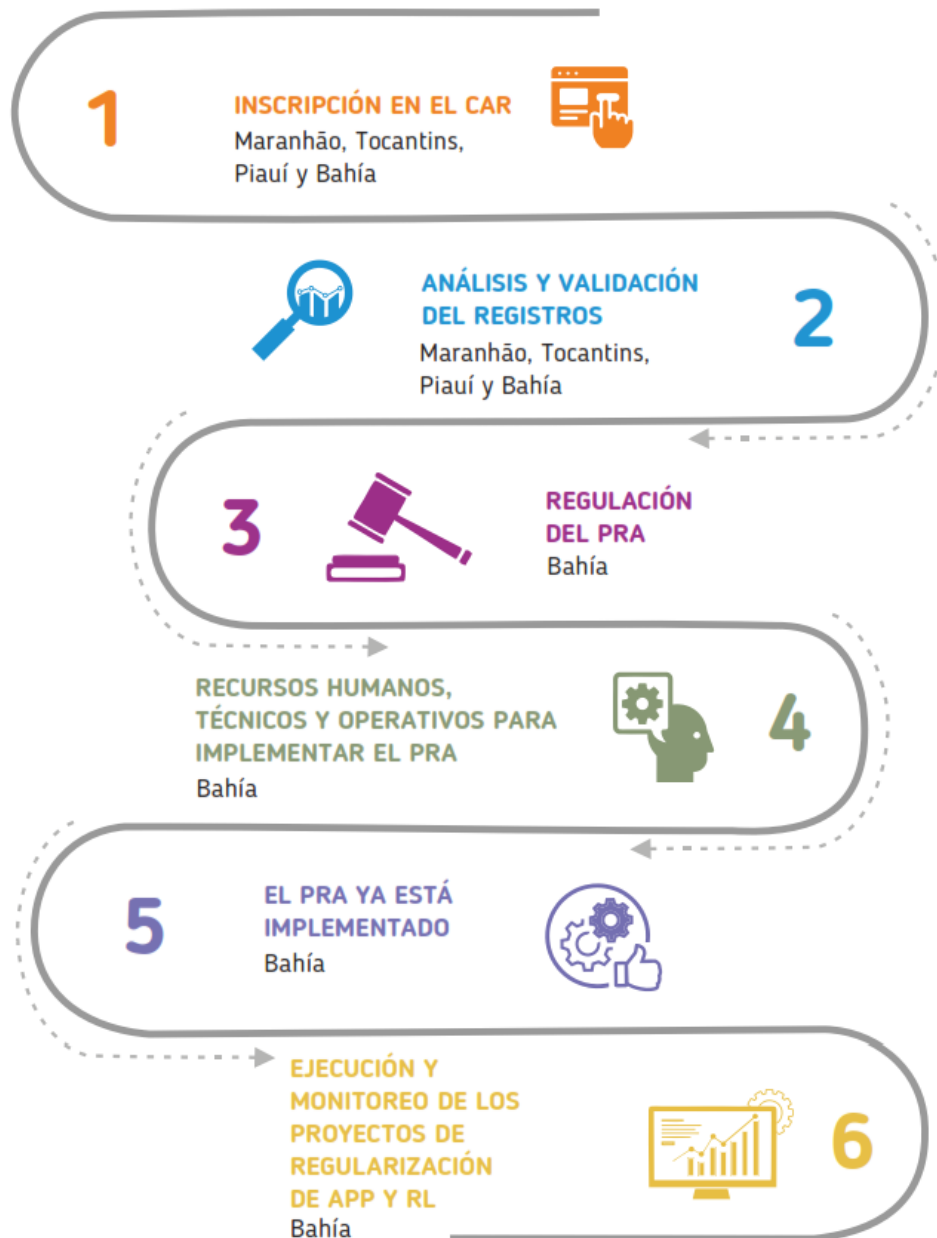 1
INSCRIPCIÓN EN EL CAR
Maranhão, Tocantins,
Piauí y Bahía
ANÁLISIS Y VALIDACIÓN
DEL REGISTROS
Maranhão, Tocantins,
Piauí y Bahía
2
3
REGULACIÓN
DEL PRA
Bahía
RECURSOS HUMANOS,
TÉCNICOS Y OPERATIVOS PARA
IMPLEMENTAR EL PRA
Bahía
4
5
EL PRA YA ESTÁ
IMPLEMENTADO
Bahía
EJECUCIÓN Y
MONITOREO DE LOS
PROYECTOS DE
REGULARIZACIÓN
DE APP Y RL
Bahía
6